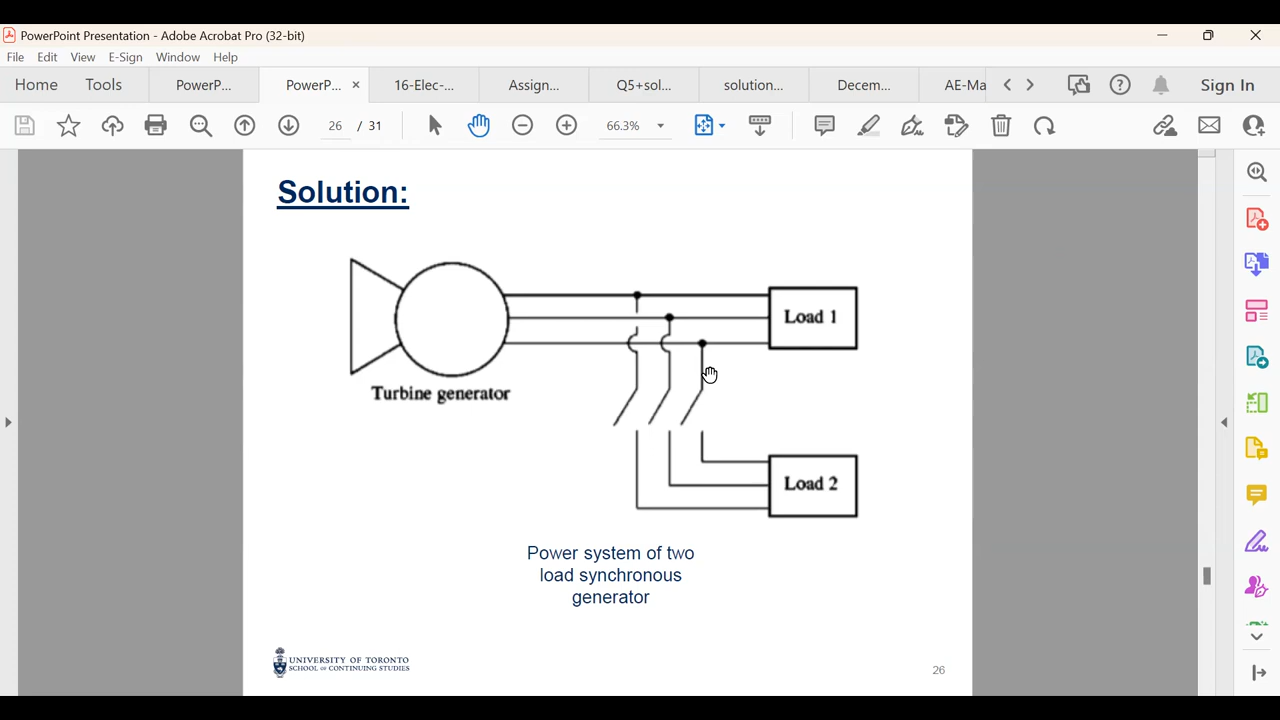 PowerPoint Presentation - Adobe Acrobat Pro (32-bit)
File Edit View E-Sign Window Help
Home Tools PowerP... PowerP... × 16-Elec-... Assign... Q5+sol... solution... Decem... AE-Ma Sign In
26 / 31 66.3%
Solution:
Load 1
Turbine generator
Load 2
Power system of two
load synchronous
generator
UNIVERSITY OF TORONTO
SCHOOL OF CONTINUING STUDIES
26